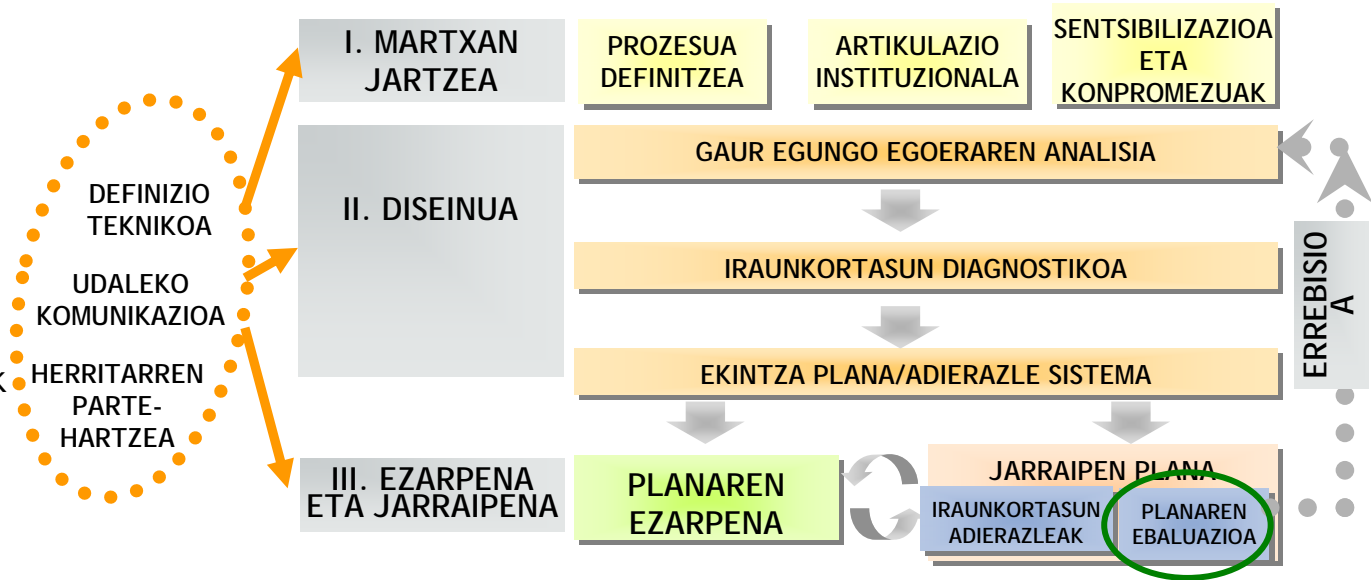 I. MARTXAN
JARTZEA
PROZESUA
DEFINITZEA
ARTIKULAZIO
INSTITUZIONALA
SENTSIBILIZAZIOA
ETA
KONPROMEZUAK
DEFINIZIO
TEKNIKOA
UDALEKO
KOMUNIKAZIOA
K
HERRITARREN
PARTE-
HARTZEA
II. DISEINUA
GAUR EGUNGO EGOERAREN ANALISIA
IRAUNKORTASUN DIAGNOSTIKOA
EKINTZA PLANA/ADIERAZLE SISTEMA
ERREBISIO
A
III. EZARPENA
ETA JARRAIPENA
PLANAREN
EZARPENA
JARRAIPEN PLANA
IRAUNKORTASUN
ADIERAZLEAK
PLANAREN
EBALUAZIOA